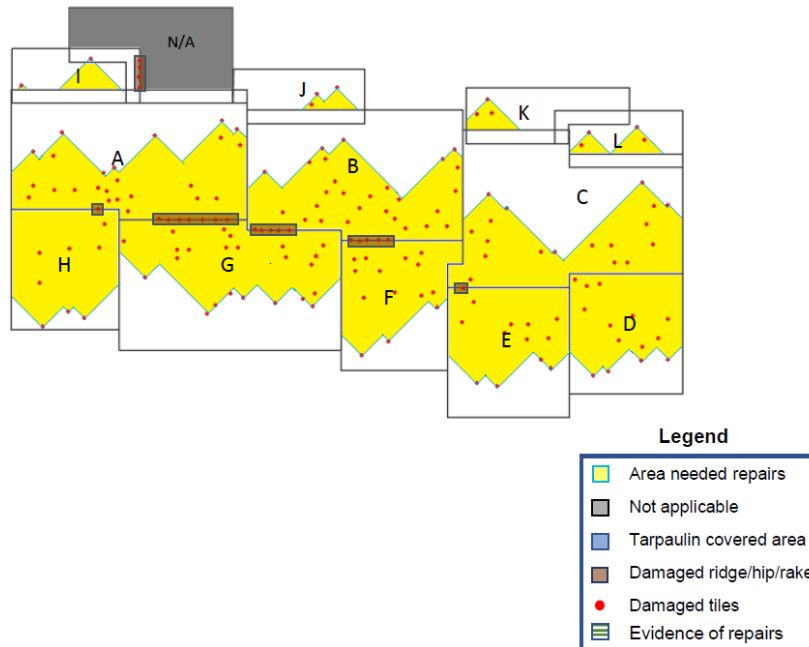 N/A
I
J
K
L
A
B
C
H
G
F
E
D
Legend
Area needed repairs
Not applicable
Tarpaulin covered area
Damaged ridge/hip/rake
Damaged tiles
Evidence of repairs